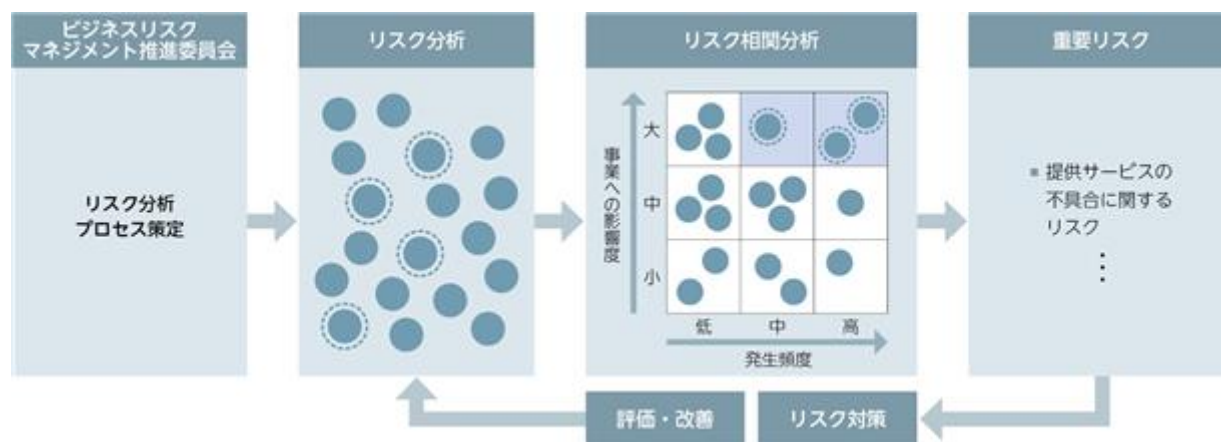 ビジネスリスク
マネジメント推進委員会
リスク分析
プロセス策定
リスク分析
リスク相関分析
事業への影響度
大
中
小
低
中
高
発生頻度
重要リスク
■ 提供サービスの
不具合に関する
リスク
⋮
リスク対策
評価・改善